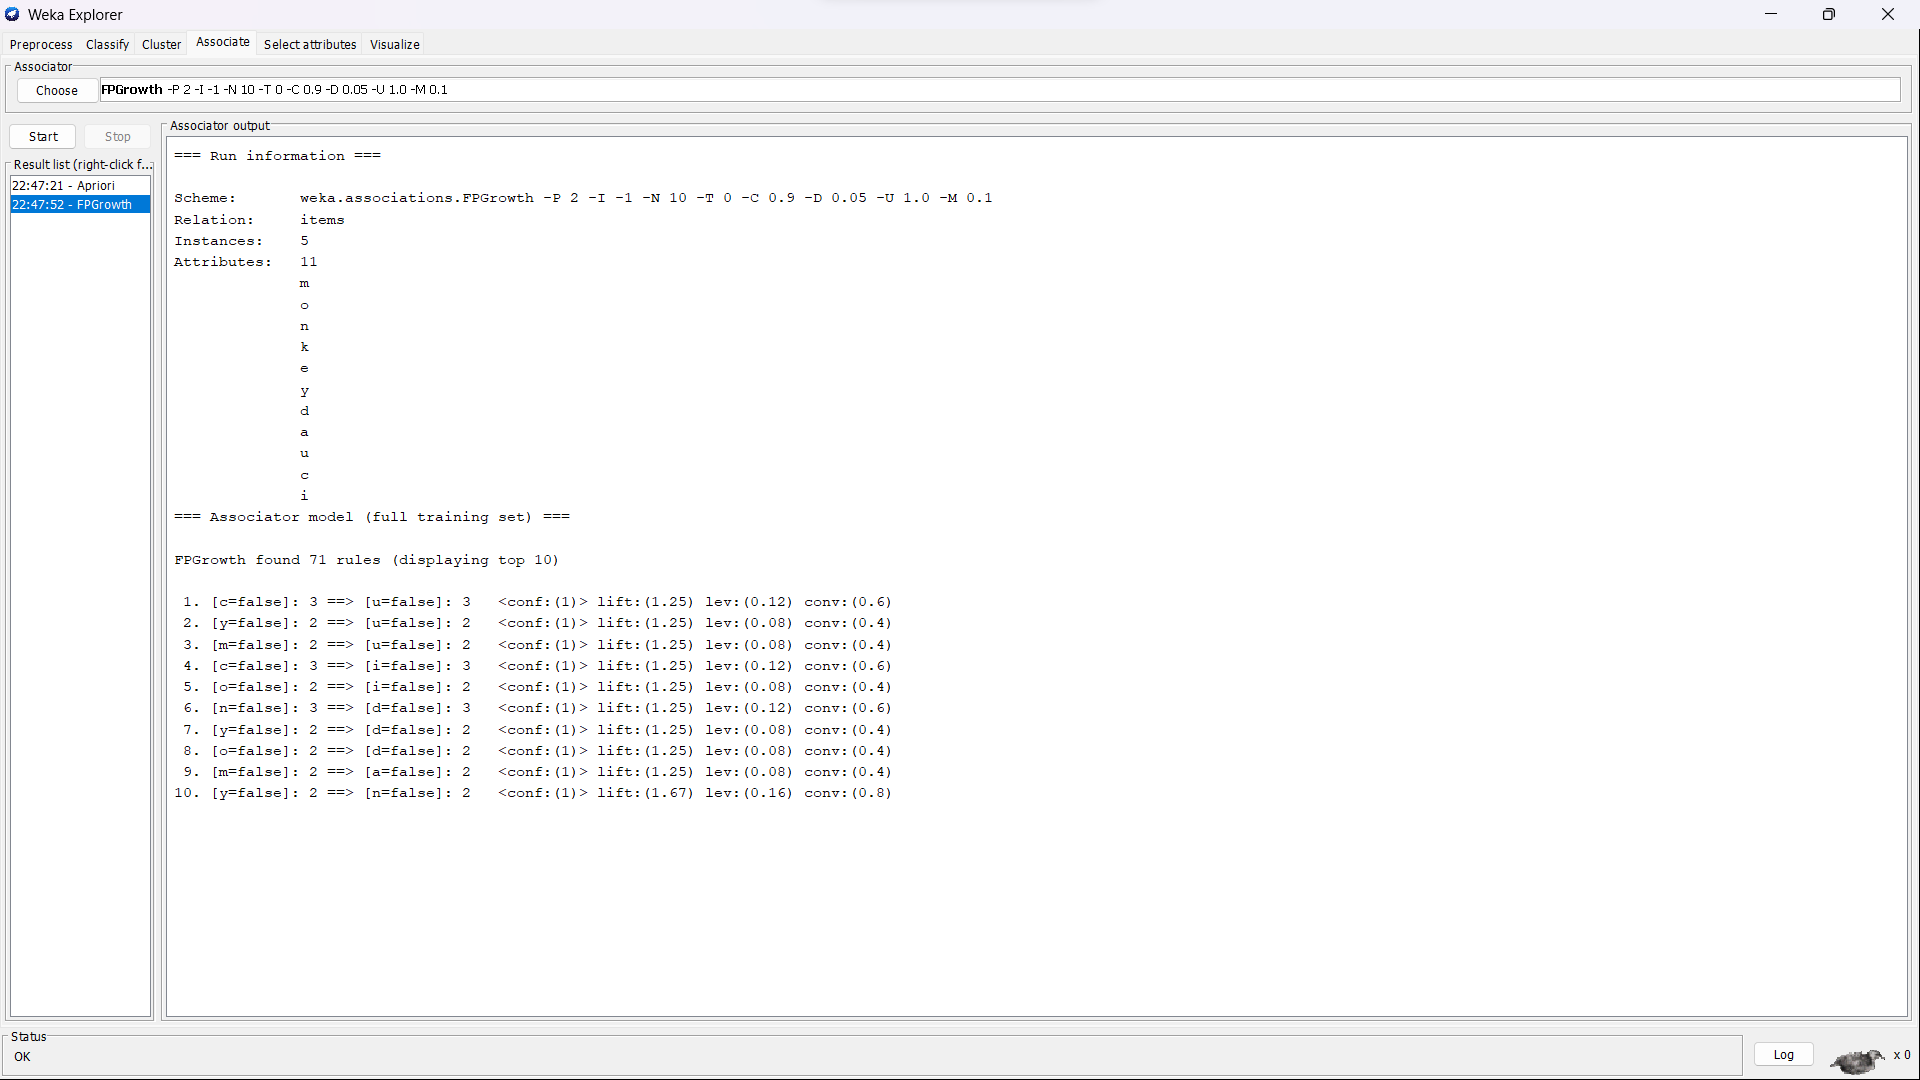 Weka Explorer
Preprocess Classify Cluster Associate Select attributes Visualize
Associator
Choose FPGrowth -P 2 -I -1 -N 10 -T 0 -C 0.9 -D 0.05 -U 1.0 -M 0.1
Start Stop
Result list (right-click f...
22:47:21 - Apriori
22:47:52 - FPGrowth
Associator output
=== Run information ===
Scheme: weka.associations.FPGrowth -P 2 -I -1 -N 10 -T 0 -C 0.9 -D 0.05 -U 1.0 -M 0.1
Relation: items
Instances: 5
Attributes: 11
m
o
n
k
e
y
d
a
u
c
i
=== Associator model (full training set) ===
FPGrowth found 71 rules (displaying top 10)
1. [c=false]: 3 ==> [u=false]: 3 <conf:(1)> lift:(1.25) lev:(0.12) conv:(0.6)
2. [y=false]: 2 ==> [u=false]: 2 <conf:(1)> lift:(1.25) lev:(0.08) conv:(0.4)
3. [m=false]: 2 ==> [u=false]: 2 <conf:(1)> lift:(1.25) lev:(0.08) conv:(0.4)
4. [c=false]: 3 ==> [i=false]: 3 <conf:(1)> lift:(1.25) lev:(0.12) conv:(0.6)
5. [o=false]: 2 ==> [i=false]: 2 <conf:(1)> lift:(1.25) lev:(0.08) conv:(0.4)
6. [n=false]: 3 ==> [d=false]: 3 <conf:(1)> lift:(1.25) lev:(0.12) conv:(0.6)
7. [y=false]: 2 ==> [d=false]: 2 <conf:(1)> lift:(1.25) lev:(0.08) conv:(0.4)
8. [o=false]: 2 ==> [d=false]: 2 <conf:(1)> lift:(1.25) lev:(0.08) conv:(0.4)
9. [m=false]: 2 ==> [a=false]: 2 <conf:(1)> lift:(1.25) lev:(0.08) conv:(0.4)
10. [y=false]: 2 ==> [n=false]: 2 <conf:(1)> lift:(1.67) lev:(0.16) conv:(0.8)
Status
OK
Log
x 0